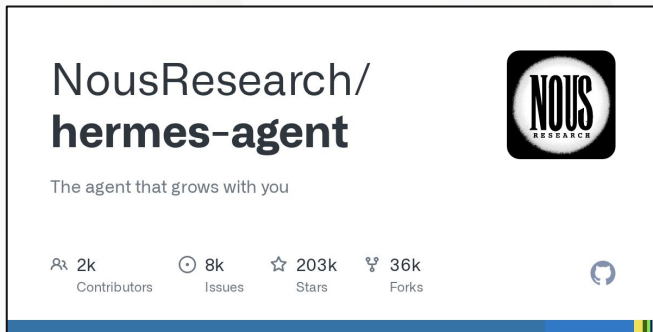 NousResearch/
hermes-agent
NOUS
RESEARCH
The agent that grows with you
2k
Contributors
8k
Issues
203k
Stars
36k
Forks